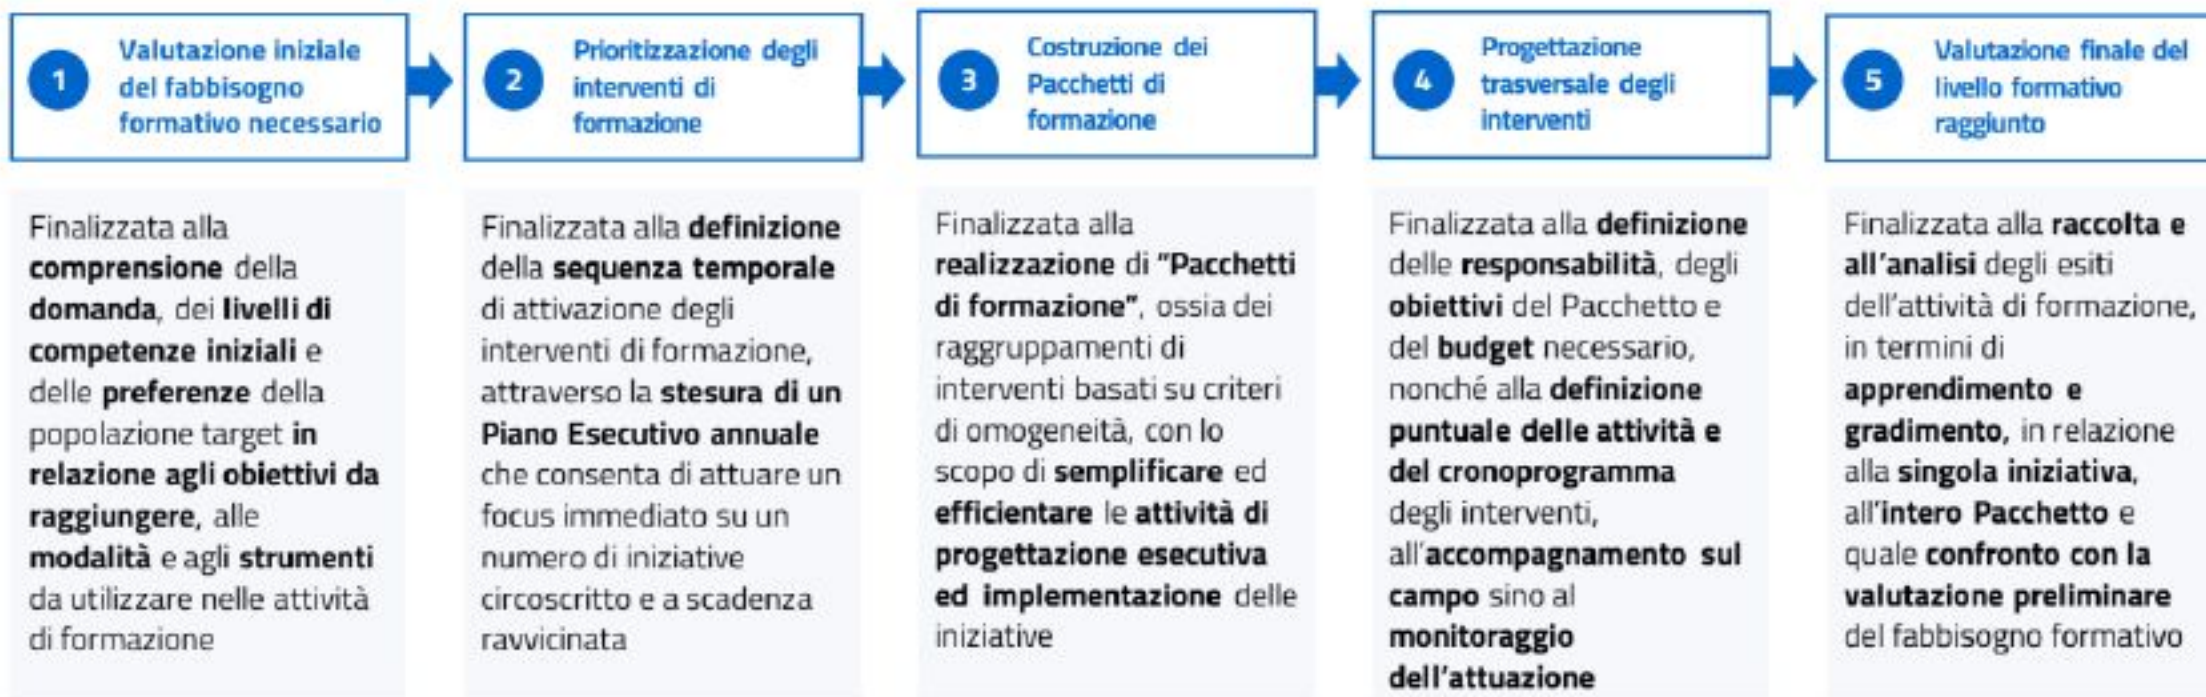 1
Valutazione iniziale
del fabbisogno
formativo necessario
2
Prioritizzazione degli
interventi di
formazione
3
Costruzione dei
Pacchetti di
formazione
4
Progettazione
trasversale degli
interventi
5
Valutazione finale del
livello formativo
raggiunto
Finalizzata alla
comprensione della
domanda, dei livelli di
competenze iniziali e
delle preferenze della
popolazione target in
relazione agli obiettivi da
raggiungere, alle
modalità e agli strumenti
da utilizzare nelle attività
di formazione
Finalizzata alla definizione
della sequenza temporale
di attivazione degli
interventi di formazione,
attraverso la stesura di un
Piano Esecutivo annuale
che consenta di attuare un
focus immediato su un
numero di iniziative
circoscritto e a scadenza
ravvicinata
Finalizzata alla
realizzazione di "Pacchetti
di formazione", ossia dei
raggruppamenti di
interventi basati su criteri
di omogeneità, con lo
scopo di semplificare ed
efficientare le attività di
progettazione esecutiva
ed implementazione delle
iniziative
Finalizzata alla definizione
delle responsabilità, degli
obiettivi del Pacchetto e
del budget necessario,
nonché alla definizione
puntuale delle attività e
del cronoprogramma
degli interventi,
all'accompagnamento sul
campo sino al
monitoraggio
dell'attuazione
Finalizzata alla raccolta e
all'analisi degli esiti
dell'attività di formazione,
in termini di
apprendimento e
gradimento, in relazione
alla singola iniziativa,
all'intero Pacchetto e
quale confronto con la
valutazione preliminare
del fabbisogno formativo